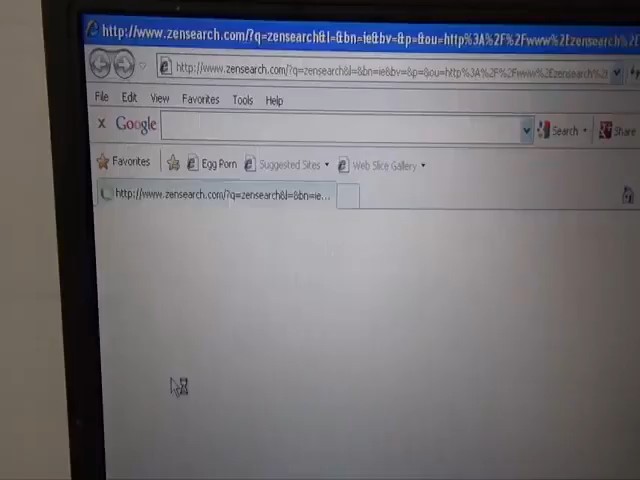 http://www.zensearch.com/?q=zensearch&l=&bn=ie&bv=&p=&ou=http%3A%2F%2Fwww%2Ezensearch%2E
http://www.zensearch.com/?q=zensearch&l=&bn=ie&bv=&p=&ou=http%3A%2F%2Fwww%2Ezensearch%2
File Edit View Favorites Tools Help
x Google Search Share
Favorites Egg Porn Suggested Sites Web Slice Gallery
http://www.zensearch.com/?q=zensearch&l=&bn=ie...